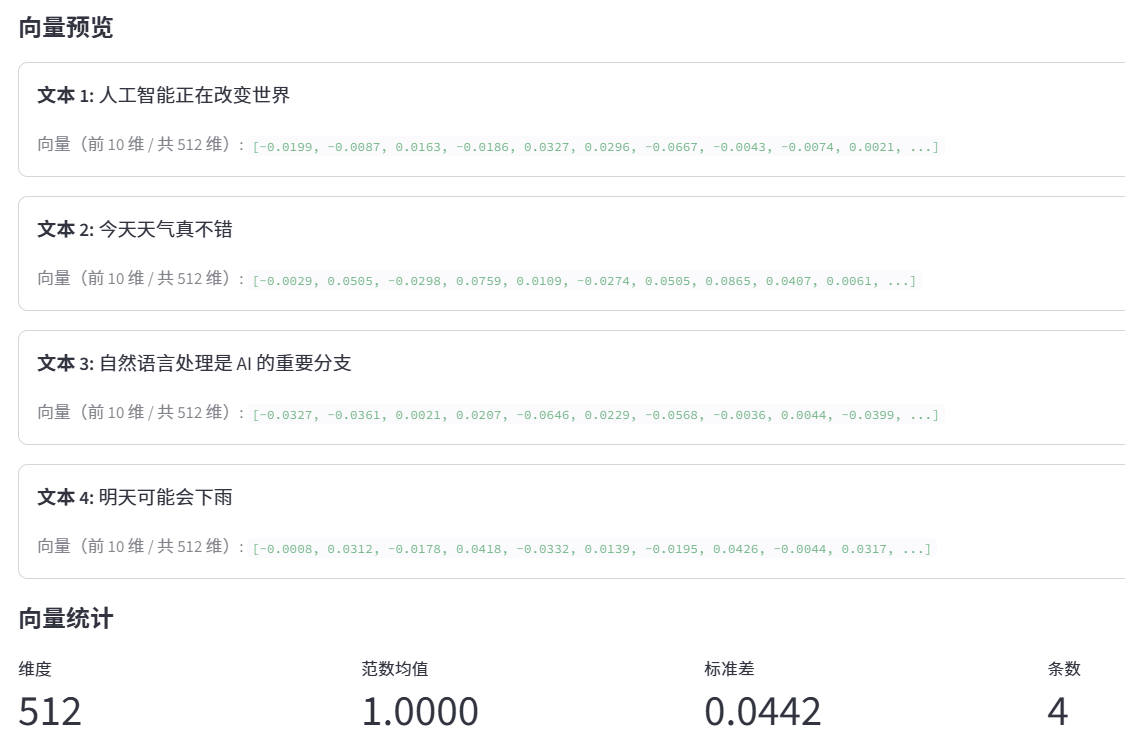 向量预览
文本 1: 人工智能正在改变世界
向量（前 10 维 / 共 512 维）: [-0.0199, -0.0087, 0.0163, -0.0186, 0.0327, 0.0296, -0.0667, -0.0043, -0.0074, 0.0021, ...]
文本 2: 今天天气真不错
向量（前 10 维 / 共 512 维）: [-0.0029, 0.0505, -0.0298, 0.0759, 0.0109, -0.0274, 0.0505, 0.0865, 0.0407, 0.0061, ...]
文本 3: 自然语言处理是 AI 的重要分支
向量（前 10 维 / 共 512 维）: [-0.0327, -0.0361, 0.0021, 0.0207, -0.0646, 0.0229, -0.0568, -0.0036, 0.0044, -0.0399, ...]
文本 4: 明天可能会下雨
向量（前 10 维 / 共 512 维）: [-0.0008, 0.0312, -0.0178, 0.0418, -0.0332, 0.0139, -0.0195, 0.0426, -0.0044, 0.0317, ...]
向量统计
维度 范数均值 标准差 条数
512 1.0000 0.0442 4